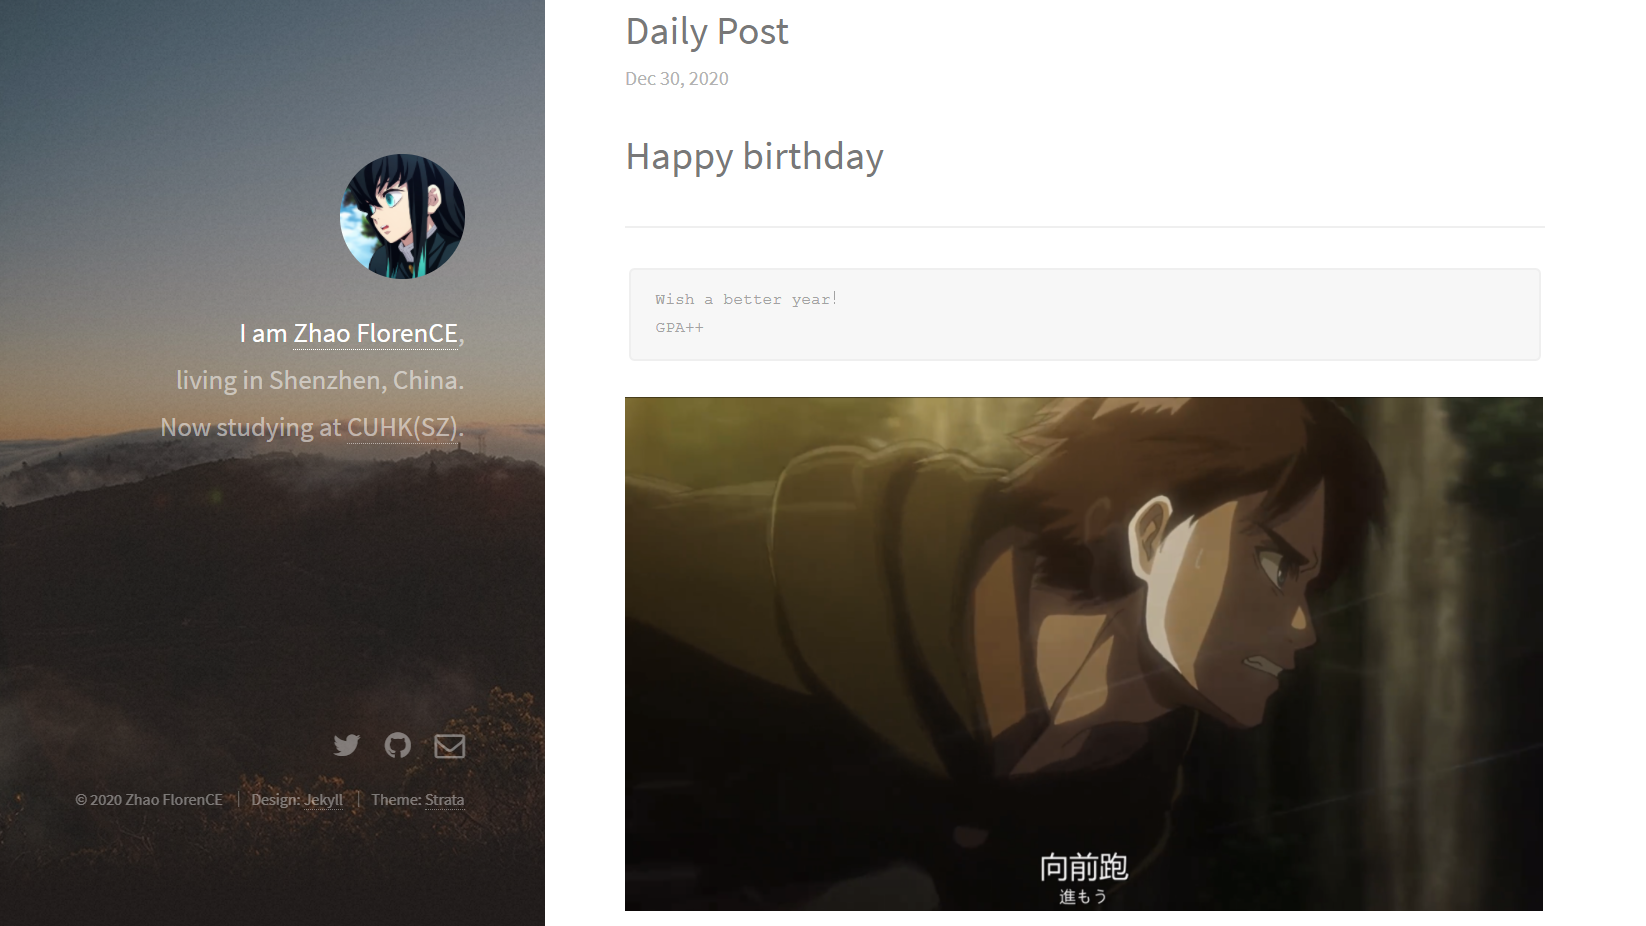 I am Zhao FlorenCE,
living in Shenzhen, China.
Now studying at CUHK(SZ).
© 2020 Zhao FlorenCE | Design: Jekyll | Theme: Strata
Daily Post
Dec 30, 2020
Happy birthday
Wish a better year!
GPA++
向前跑
進もう